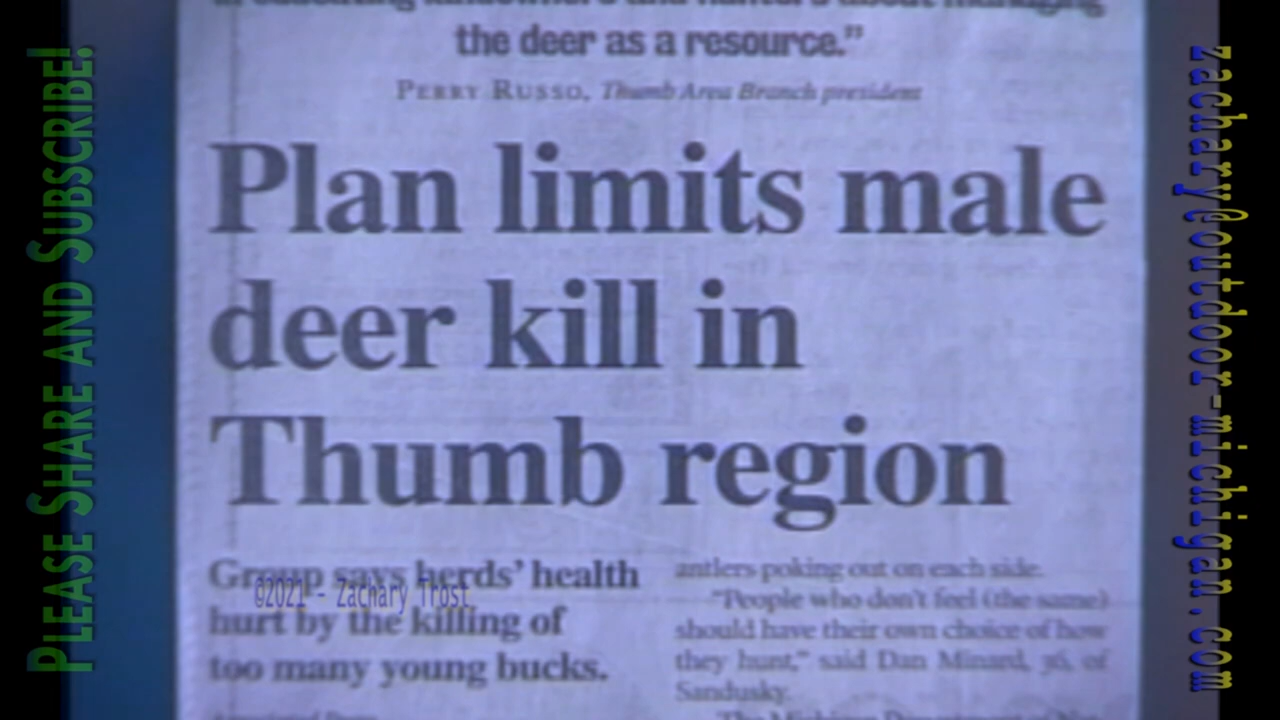 the deer as a resource.”
PERRY RUSSO, Thumb Area Branch president
Plan limits male
deer kill in
Thumb region
Group says herds’ health
hurt by the killing of
too many young bucks.
antlers poking out on each side.
“People who don’t feel (the same)
should have their own choice of how
they hunt,” said Dan Minard, 36, of
Sandusky.
©2021 - Zachary Trost
PLEASE SHARE AND SUBSCRIBE!
zachary@outdoor-michigan.com